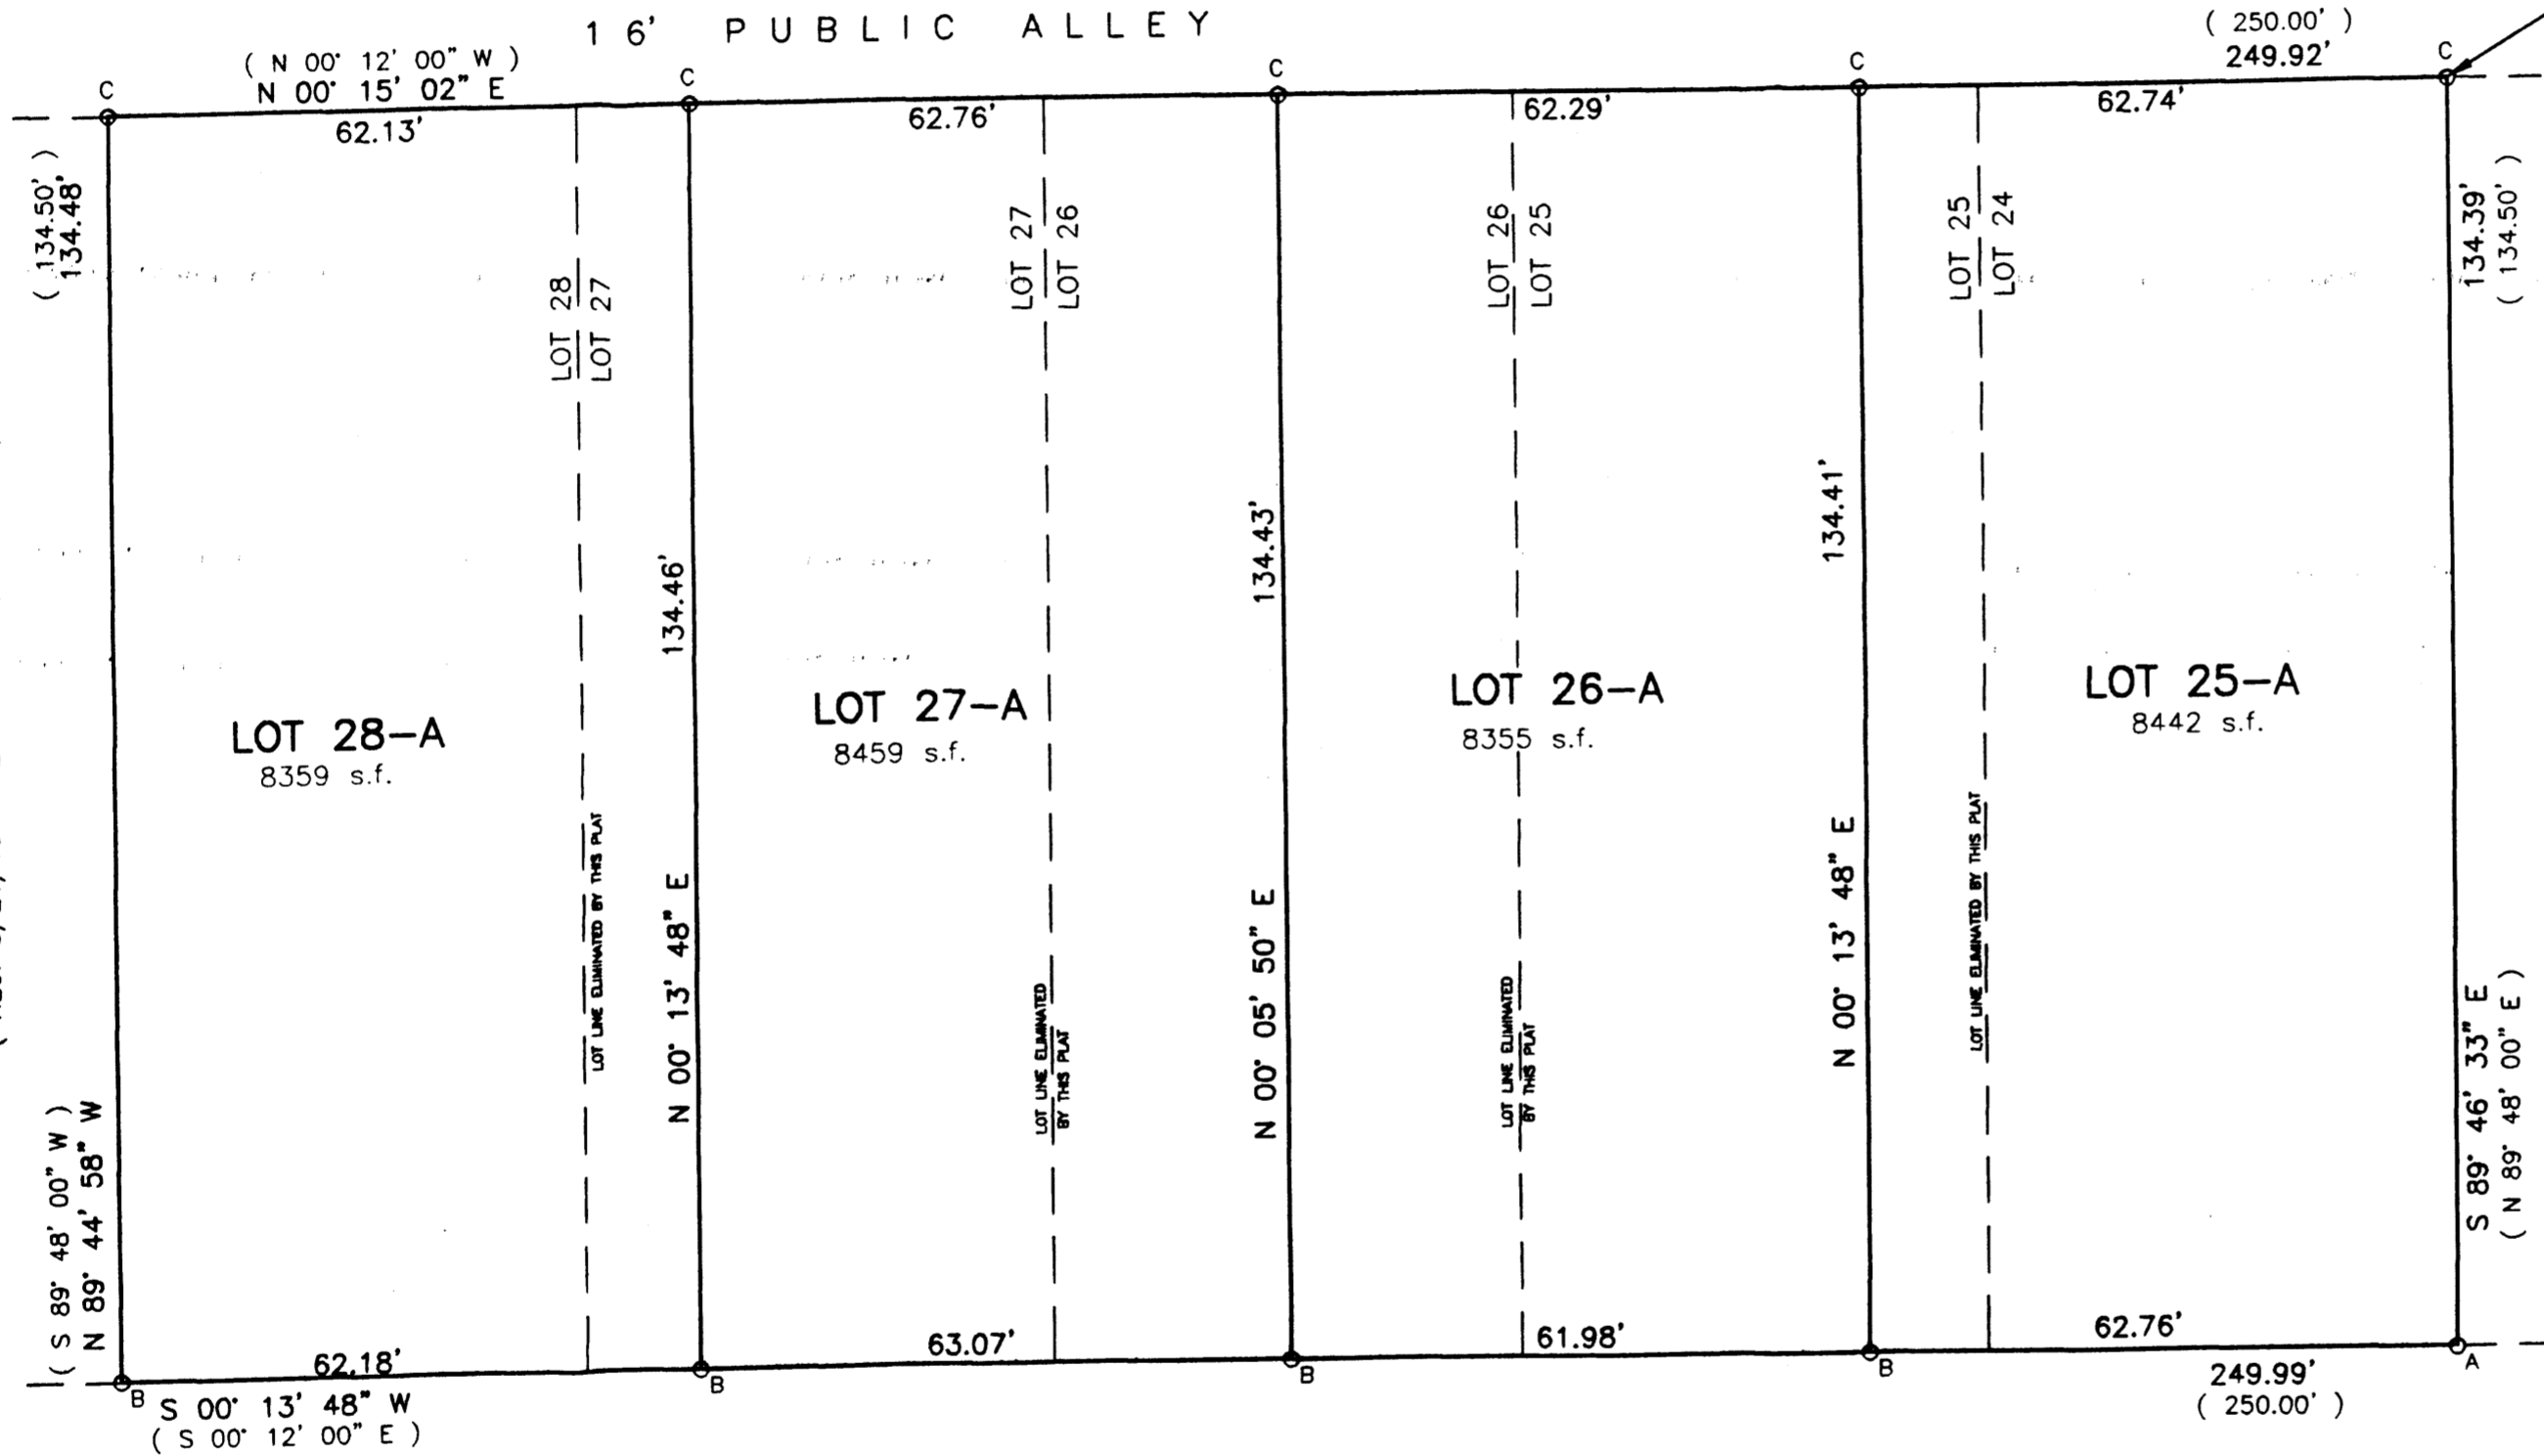 16' PUBLIC ALLEY
( 250.00' )
249.92'
( N 00° 12' 00" W )
N 00° 15' 02" E
C
C
C
C
C
62.13'
62.76'
62.29'
62.74'
( 134.50' )
134.48'
134.39'
( 134.50' )
LOT 28
LOT 27
LOT 27
LOT 26
LOT 26
LOT 25
LOT 25
LOT 24
134.46'
134.43'
134.41'
LOT 28-A
8359 s.f.
LOT 27-A
8459 s.f.
LOT 26-A
8355 s.f.
LOT 25-A
8442 s.f.
LOT LINE ELIMINATED BY THIS PLAT
LOT LINE ELIMINATED
BY THIS PLAT
LOT LINE ELIMINATED
BY THIS PLAT
LOT LINE ELIMINATED BY THIS PLAT
N 00° 13' 48" E
N 00° 05' 50" E
N 00° 13' 48" E
( S 89° 48' 00" W )
N 89° 44' 58" W
S 89° 46' 33" E
( N 89° 48' 00" E )
62.18'
63.07'
61.98'
62.76'
B
B
B
B
A
S 00° 13' 48" W
( S 00° 12' 00" E )
249.99'
( 250.00' )